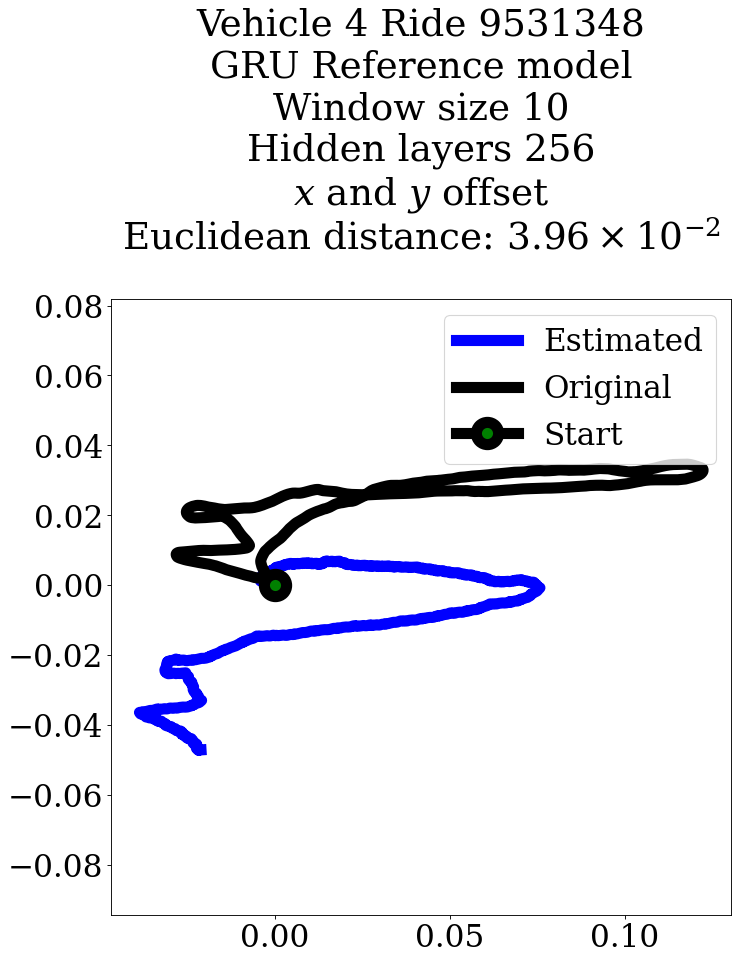 Vehicle 4 Ride 9531348
GRU Reference model
Window size 10
Hidden layers 256
x and y offset
Euclidean distance: 3.96 × 10⁻²
0.08
0.06
0.04
0.02
0.00
−0.02
−0.04
−0.06
−0.08
Estimated
Original
Start
0.00 0.05 0.10